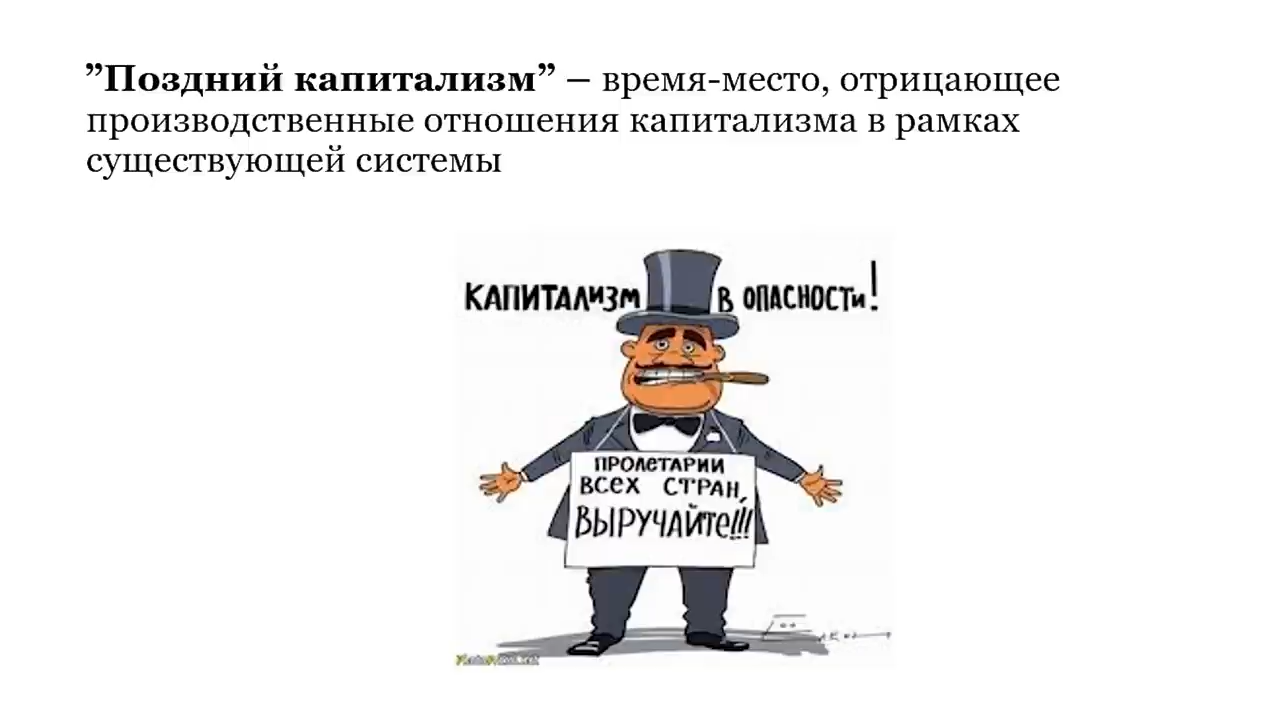 ”Поздний капитализм” – время-место, отрицающее
производственные отношения капитализма в рамках
существующей системы
КАПИТАЛИЗМ В ОПАСНОСТИ!
ПРОЛЕТАРИИ
ВСЕХ СТРАН,
ВЫРУЧАЙТЕ!!!